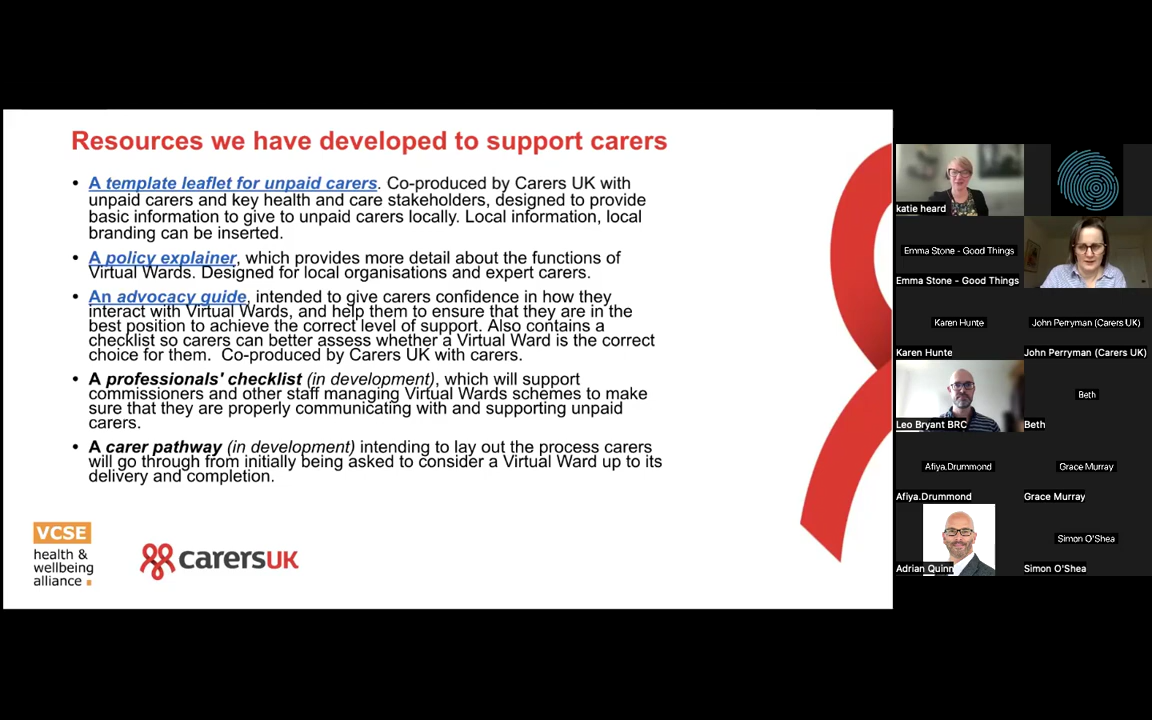 Resources we have developed to support carers
• A template leaflet for unpaid carers. Co-produced by Carers UK with
unpaid carers and key health and care stakeholders, designed to provide
basic information to give to unpaid carers locally. Local information, local
branding can be inserted.
• A policy explainer, which provides more detail about the functions of
Virtual Wards. Designed for local organisations and expert carers.
• An advocacy guide, intended to give carers confidence in how they
interact with Virtual Wards, and help them to ensure that they are in the
best position to achieve the correct level of support. Also contains a
checklist so carers can better assess whether a Virtual Ward is the correct
choice for them. Co-produced by Carers UK with carers.
• A professionals' checklist (in development), which will support
commissioners and other staff managing Virtual Wards schemes to make
sure that they are properly communicating with and supporting unpaid
carers.
• A carer pathway (in development) intending to lay out the process carers
will go through from initially being asked to consider a Virtual Ward up to its
delivery and completion.
VCSE
health &
wellbeing
alliance
carersUK
katie heard
Emma Stone - Good Things
Emma Stone - Good Things
Karen Hunte
Karen Hunte
John Perryman (Carers UK)
John Perryman (Carers UK)
Leo Bryant BRC
Beth
Beth
Afiya.Drummond
Afiya.Drummond
Grace Murray
Grace Murray
Adrian Quinn
Simon O'Shea
Simon O'Shea